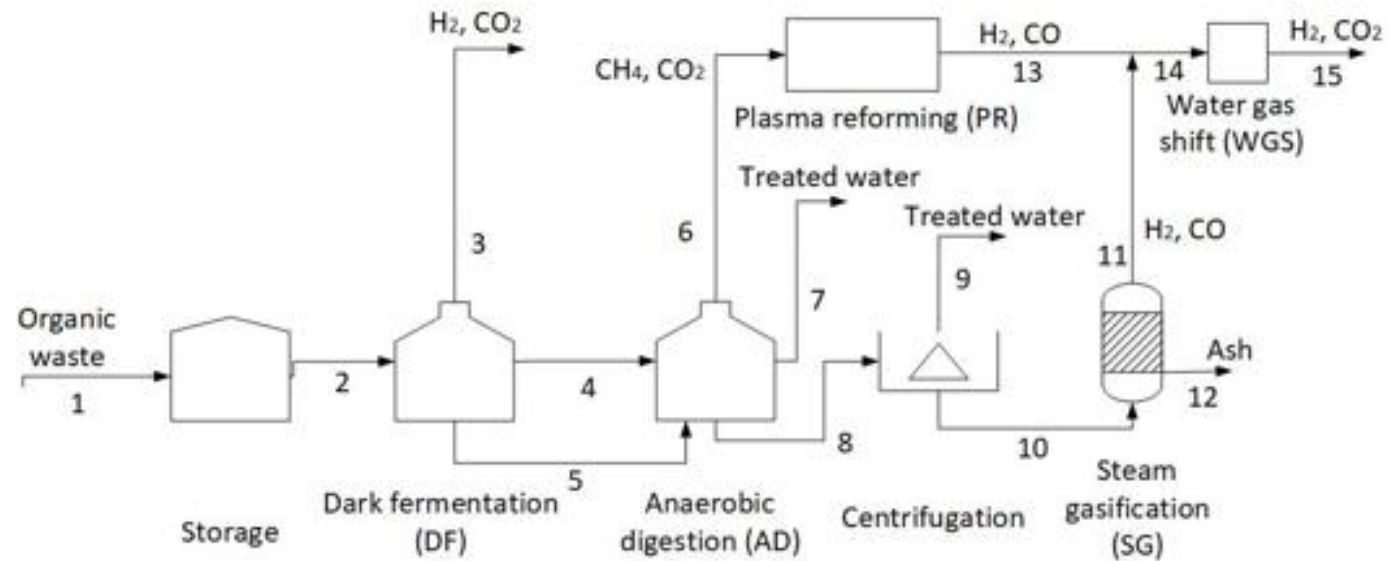 H2, CO2
CH4, CO2
Plasma reforming (PR)
H2, CO
13
14
H2, CO2
15
Water gas
shift (WGS)
Treated water
Treated water
3
6
7
9
H2, CO
11
Organic
waste
1
2
4
5
8
10
Ash
12
Storage
Dark fermentation
(DF)
Anaerobic
digestion (AD)
Centrifugation
Steam
gasification
(SG)